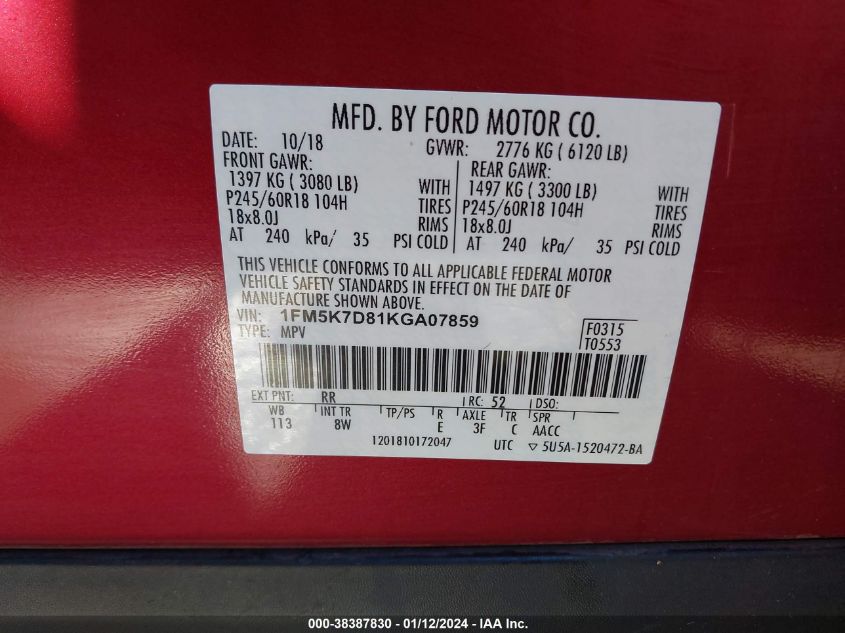 MFD. BY FORD MOTOR CO.
DATE: 10/18 GVWR: 2776 KG ( 6120 LB)
FRONT GAWR: REAR GAWR:
1397 KG ( 3080 LB) WITH 1497 KG ( 3300 LB) WITH
P245/60R18 104H TIRES P245/60R18 104H TIRES
18x8.0J RIMS 18x8.0J RIMS
AT 240 kPa/ 35 PSI COLD AT 240 kPa/ 35 PSI COLD
THIS VEHICLE CONFORMS TO ALL APPLICABLE FEDERAL MOTOR
VEHICLE SAFETY STANDARDS IN EFFECT ON THE DATE OF
MANUFACTURE SHOWN ABOVE.
VIN: 1FM5K7D81KGA07859 F0315
TYPE: MPV T0553
EXT PNT: RR RC: 52 DSO:
WB INT TR TP/PS R AXLE TR SPR
113 8W E 3F C AACC
1201810172047 UTC ▽ 5U5A-1520472-BA
000-38387830 - 01/12/2024 - IAA Inc.